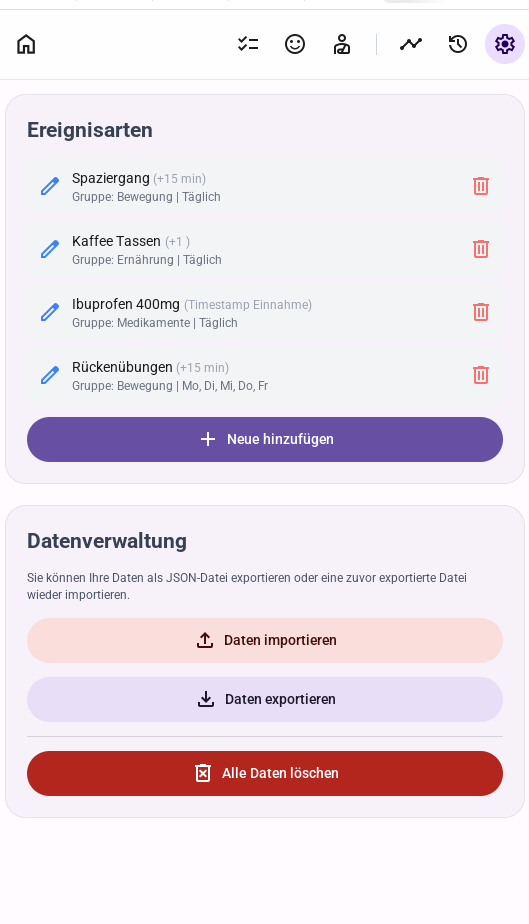 Ereignisarten
Spaziergang (+15 min)
Gruppe: Bewegung | Täglich
Kaffee Tassen (+1 )
Gruppe: Ernährung | Täglich
Ibuprofen 400mg (Timestamp Einnahme)
Gruppe: Medikamente | Täglich
Rückenübungen (+15 min)
Gruppe: Bewegung | Mo, Di, Mi, Do, Fr
Neue hinzufügen
Datenverwaltung
Sie können Ihre Daten als JSON-Datei exportieren oder eine zuvor exportierte Datei
wieder importieren.
Daten importieren
Daten exportieren
Alle Daten löschen